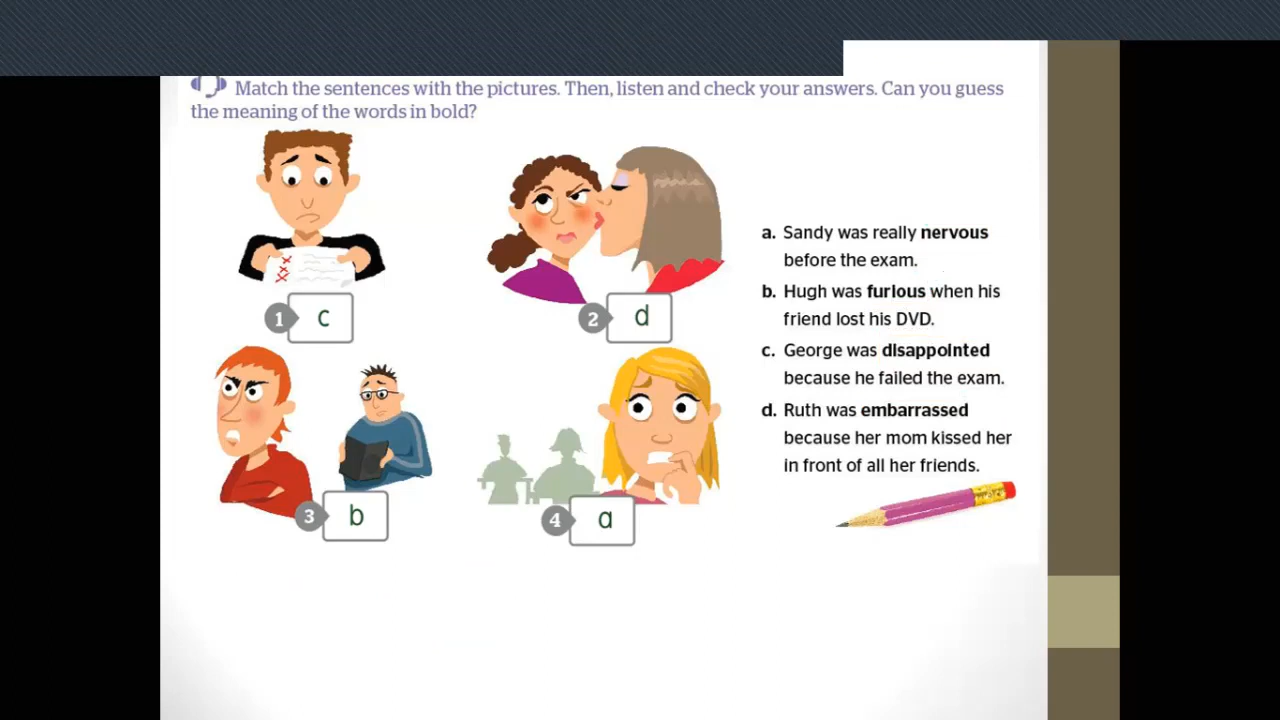 Match the sentences with the pictures. Then, listen and check your answers. Can you guess
the meaning of the words in bold?
1 c
2 d
3 b
4 a
a. Sandy was really nervous
before the exam.
b. Hugh was furious when his
friend lost his DVD.
c. George was disappointed
because he failed the exam.
d. Ruth was embarrassed
because her mom kissed her
in front of all her friends.